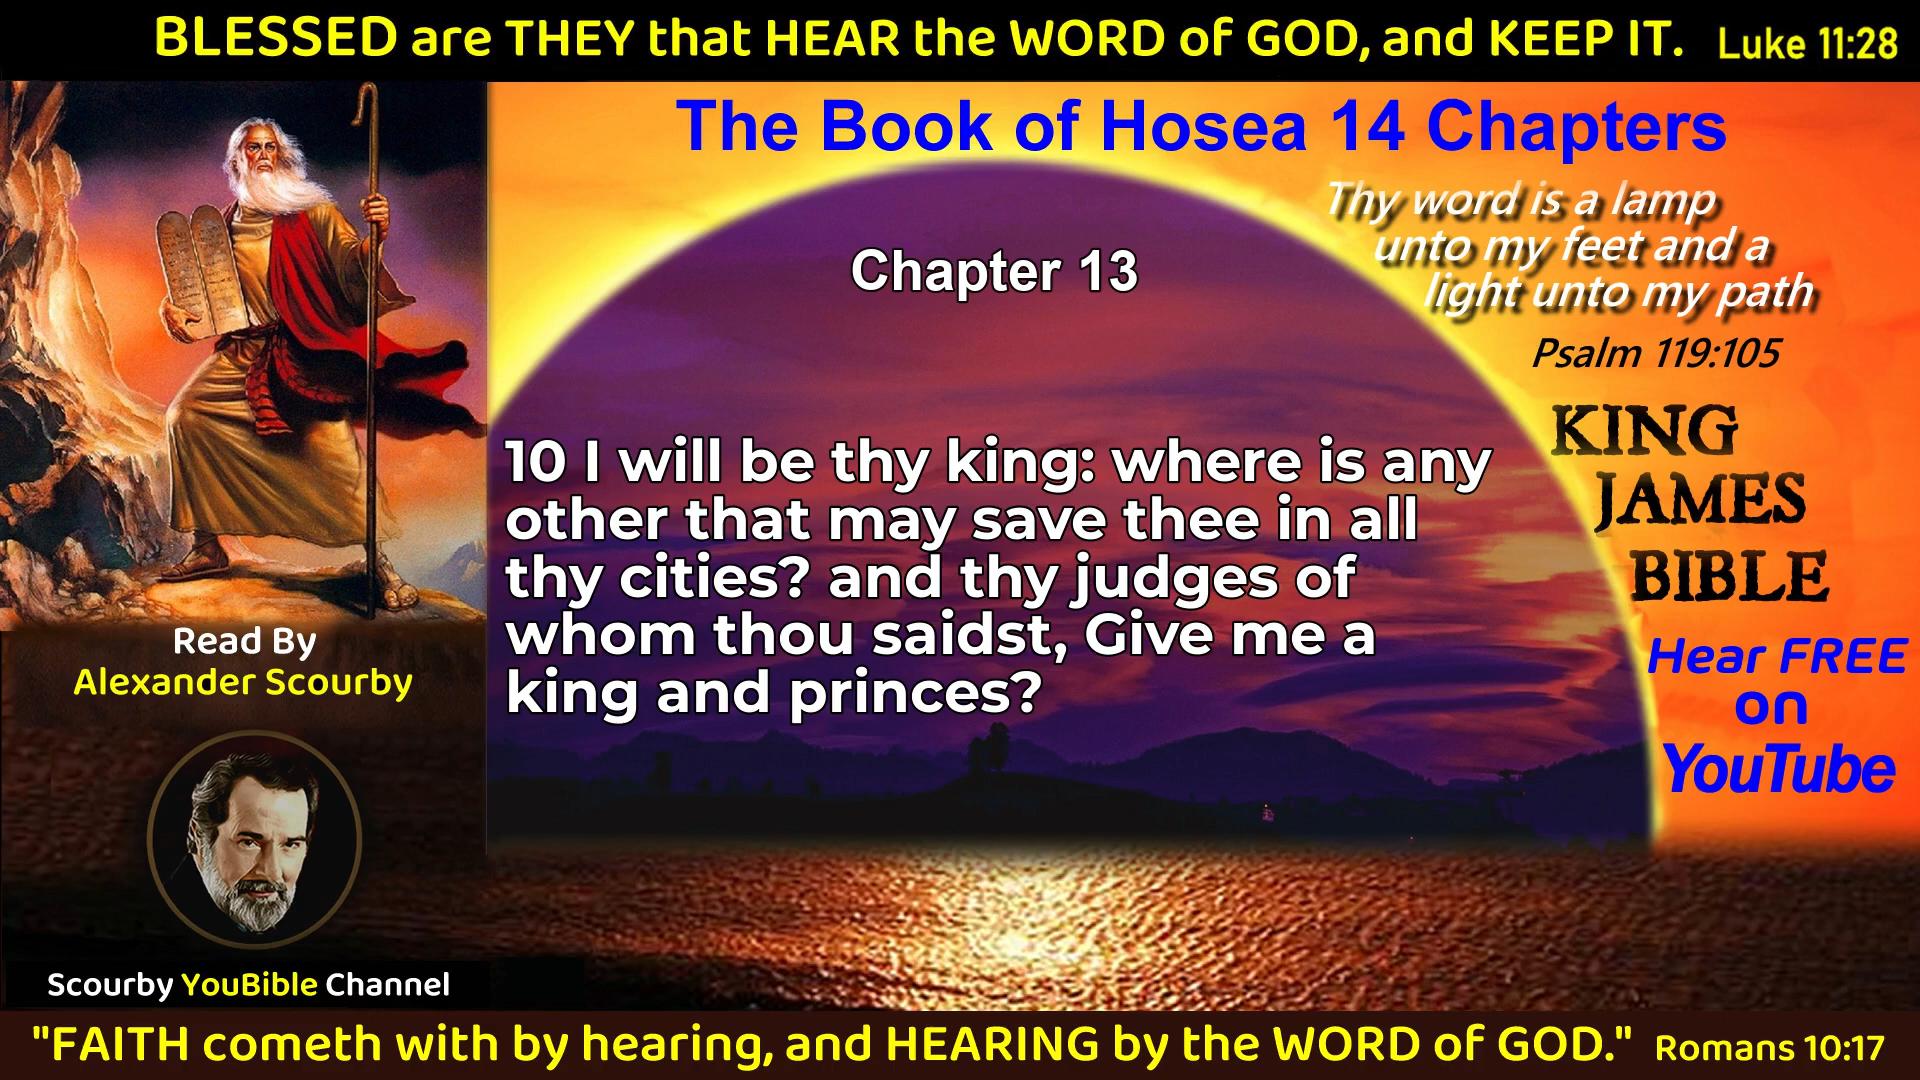 BLESSED are THEY that HEAR the WORD of GOD, and KEEP IT. Luke 11:28
The Book of Hosea 14 Chapters
Thy word is a lamp
unto my feet and a
light unto my path
Psalm 119:105
Chapter 13
KING
JAMES
BIBLE
10 I will be thy king: where is any
other that may save thee in all
thy cities? and thy judges of
whom thou saidst, Give me a
king and princes?
Hear FREE
on
YouTube
Read By
Alexander Scourby
Scourby YouBible Channel
"FAITH cometh with by hearing, and HEARING by the WORD of GOD." Romans 10:17